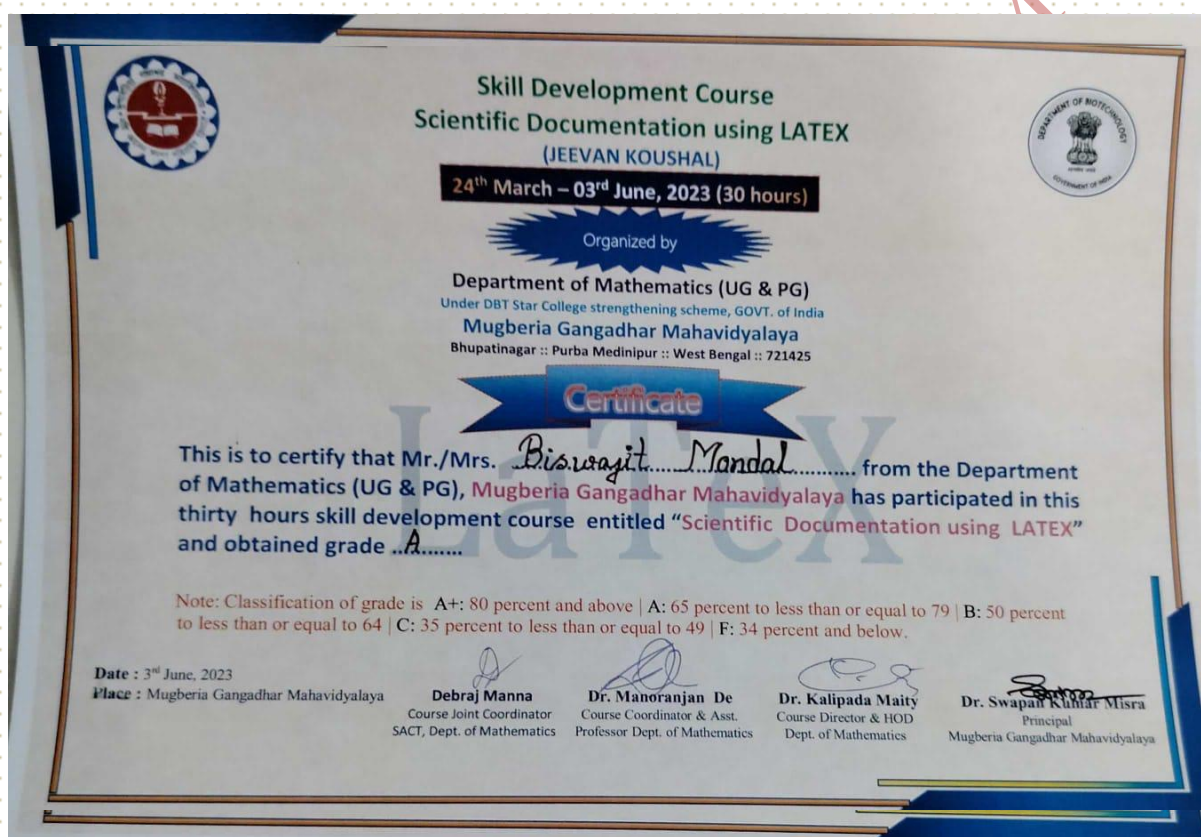 Skill Development Course
Scientific Documentation using LATEX
(JEEVAN KOUSHAL)
24th March – 03rd June, 2023 (30 hours)
Organized by
Department of Mathematics (UG & PG)
Under DBT Star College strengthening scheme, GOVT. of India
Mugberia Gangadhar Mahavidyalaya
Bhupatinagar :: Purba Medinipur :: West Bengal :: 721425
DEPARTMENT OF BIOTECHNOLOGY
GOVERNMENT OF INDIA
Certificate
LaTeX
This is to certify that Mr./Mrs. Biswajit Mandal from the Department
of Mathematics (UG & PG), Mugberia Gangadhar Mahavidyalaya has participated in this
thirty hours skill development course entitled “Scientific Documentation using LATEX”
and obtained grade ..A.......
Note: Classification of grade is A+: 80 percent and above | A: 65 percent to less than or equal to 79 | B: 50 percent
to less than or equal to 64 | C: 35 percent to less than or equal to 49 | F: 34 percent and below.
Date : 3rd June, 2023
Place : Mugberia Gangadhar Mahavidyalaya
Debraj Manna
Course Joint Coordinator
SACT, Dept. of Mathematics
Dr. Manoranjan De
Course Coordinator & Asst.
Professor Dept. of Mathematics
Dr. Kalipada Maity
Course Director & HOD
Dept. of Mathematics
Dr. Swapan Kumar Misra
Principal
Mugberia Gangadhar Mahavidyalaya